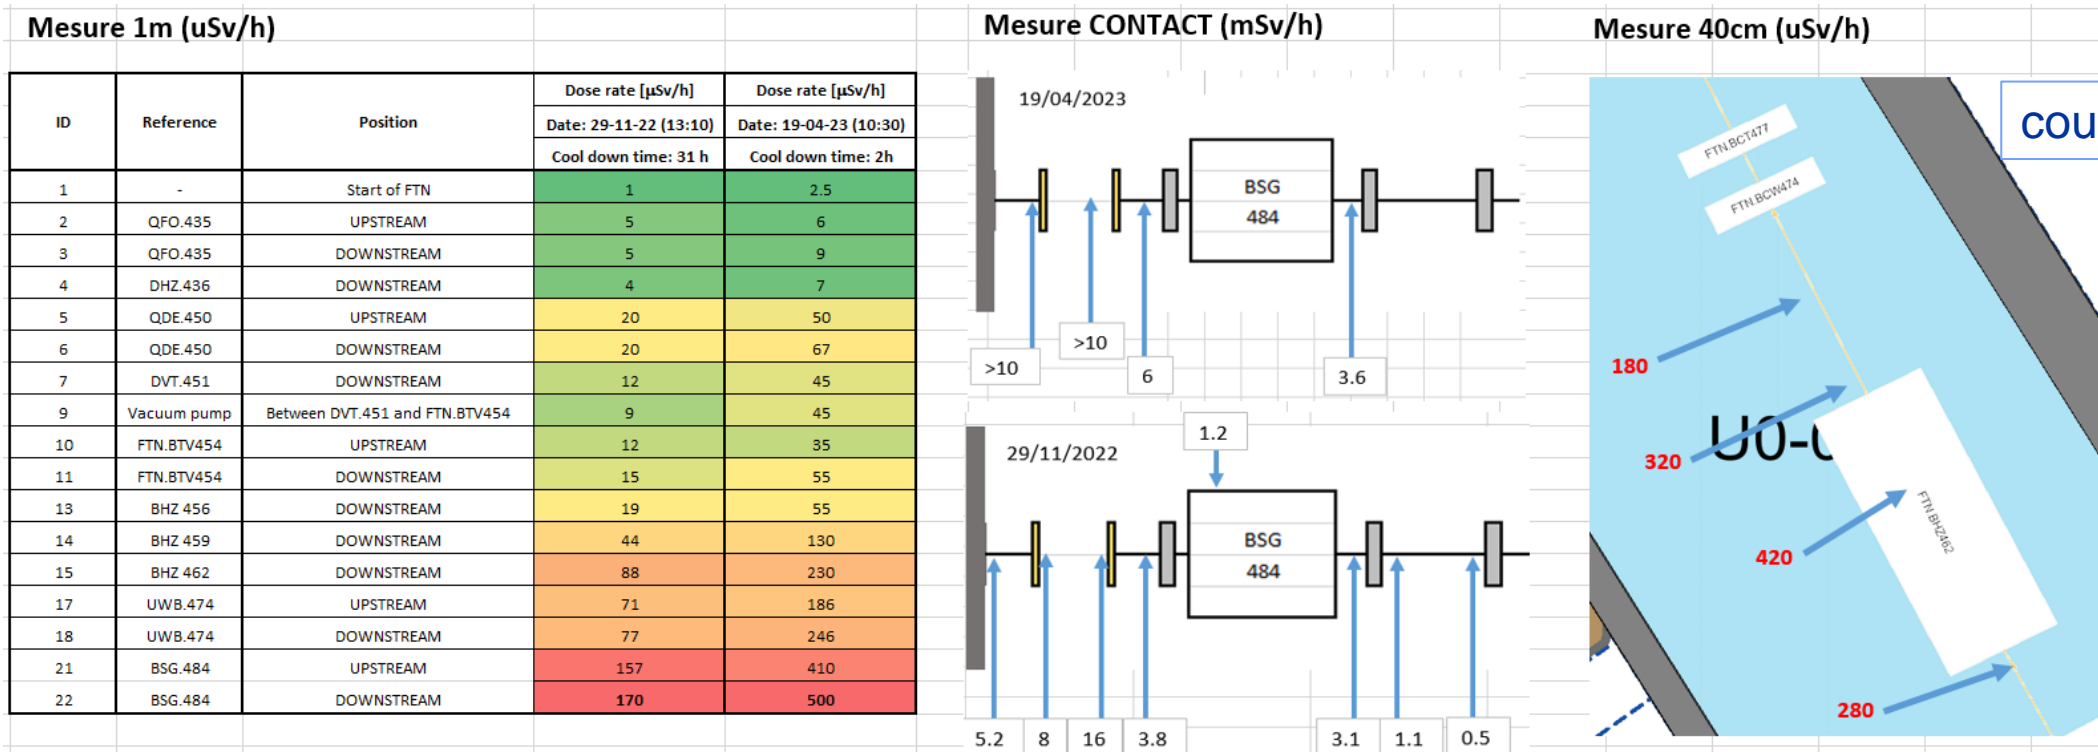 Mesure 1m (uSv/h)
ID Reference Position Dose rate [µSv/h] Dose rate [µSv/h]
Date: 29-11-22 (13:10) Date: 19-04-23 (10:30)
Cool down time: 31 h Cool down time: 2h
1 - Start of FTN 1 2.5
2 QFO.435 UPSTREAM 5 6
3 QFO.435 DOWNSTREAM 5 9
4 DHZ.436 DOWNSTREAM 4 7
5 QDE.450 UPSTREAM 20 50
6 QDE.450 DOWNSTREAM 20 67
7 DVT.451 DOWNSTREAM 12 45
9 Vacuum pump Between DVT.451 and FTN.BTV454 9 45
10 FTN.BTV454 UPSTREAM 12 35
11 FTN.BTV454 DOWNSTREAM 15 55
13 BHZ 456 DOWNSTREAM 19 55
14 BHZ 459 DOWNSTREAM 44 130
15 BHZ 462 DOWNSTREAM 88 230
17 UWB.474 UPSTREAM 71 186
18 UWB.474 DOWNSTREAM 77 246
21 BSG.484 UPSTREAM 157 410
22 BSG.484 DOWNSTREAM 170 500
Mesure CONTACT (mSv/h)
19/04/2023
BSG
484
>10
>10
6
3.6
29/11/2022
1.2
BSG
484
5.2 8 16 3.8 3.1 1.1 0.5
Mesure 40cm (uSv/h)
cou
FTN.BCT477
FTN.BCW474
180
U0-
320
420
FTN.BHZ462
280